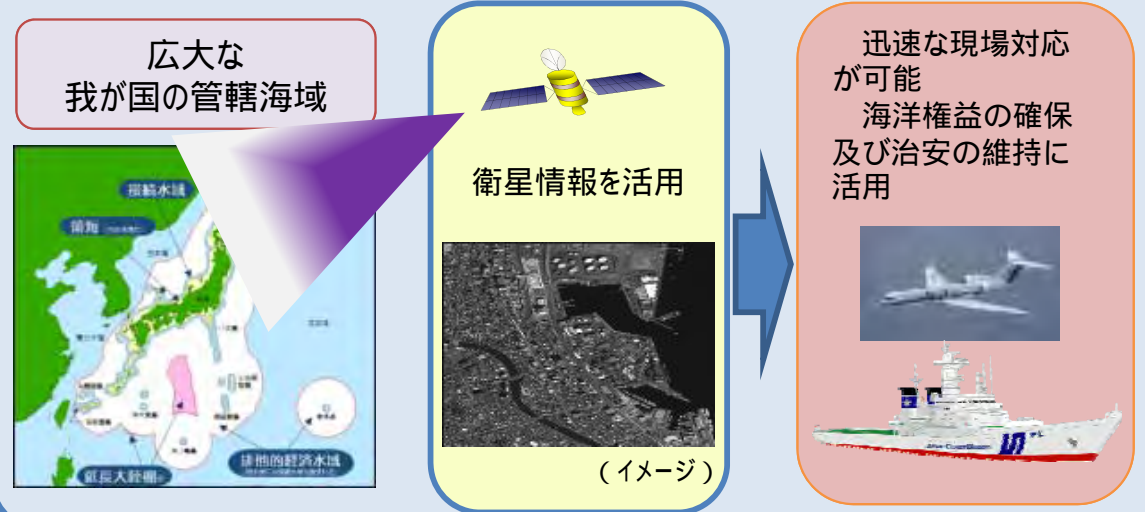 広大な
我が国の管轄海域
接続水域
領海
延長大陸棚
排他的経済水域
衛星情報を活用
(イメージ)
迅速な現場対応
が可能
海洋権益の確保
及び治安の維持に
活用